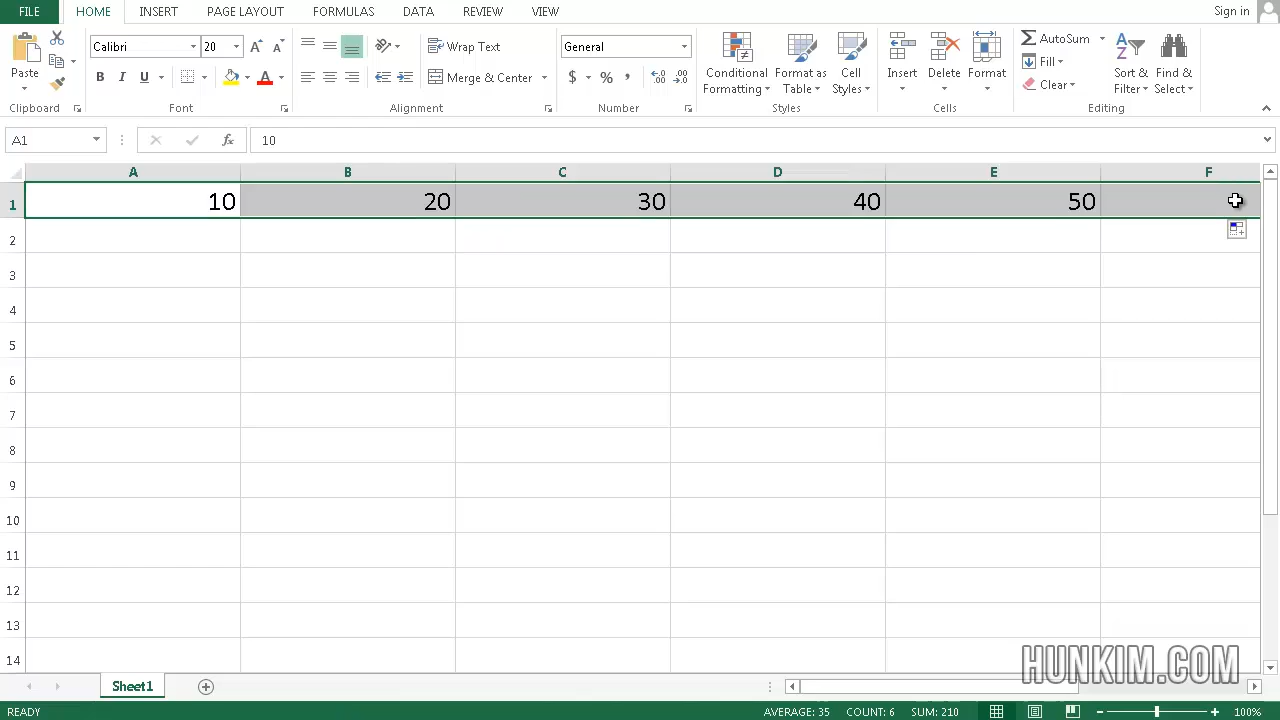 FILE HOME INSERT PAGE LAYOUT FORMULAS DATA REVIEW VIEW Sign in
Calibri 20 A A Wrap Text General Conditional Formatting Format as Table Cell Styles Insert Delete Format AutoSum
Paste Fill Sort & Filter Find & Select
B I U A Merge & Center $ % , Clear
Clipboard Font Alignment Number Styles Cells Editing
A1 fx 10
A B C D E F
1 10 20 30 40 50
2
3
4
5
6
7
8
9
10
11
12
13
14
HUNKIM.COM
Sheet1
READY AVERAGE: 35 COUNT: 6 SUM: 210 100%